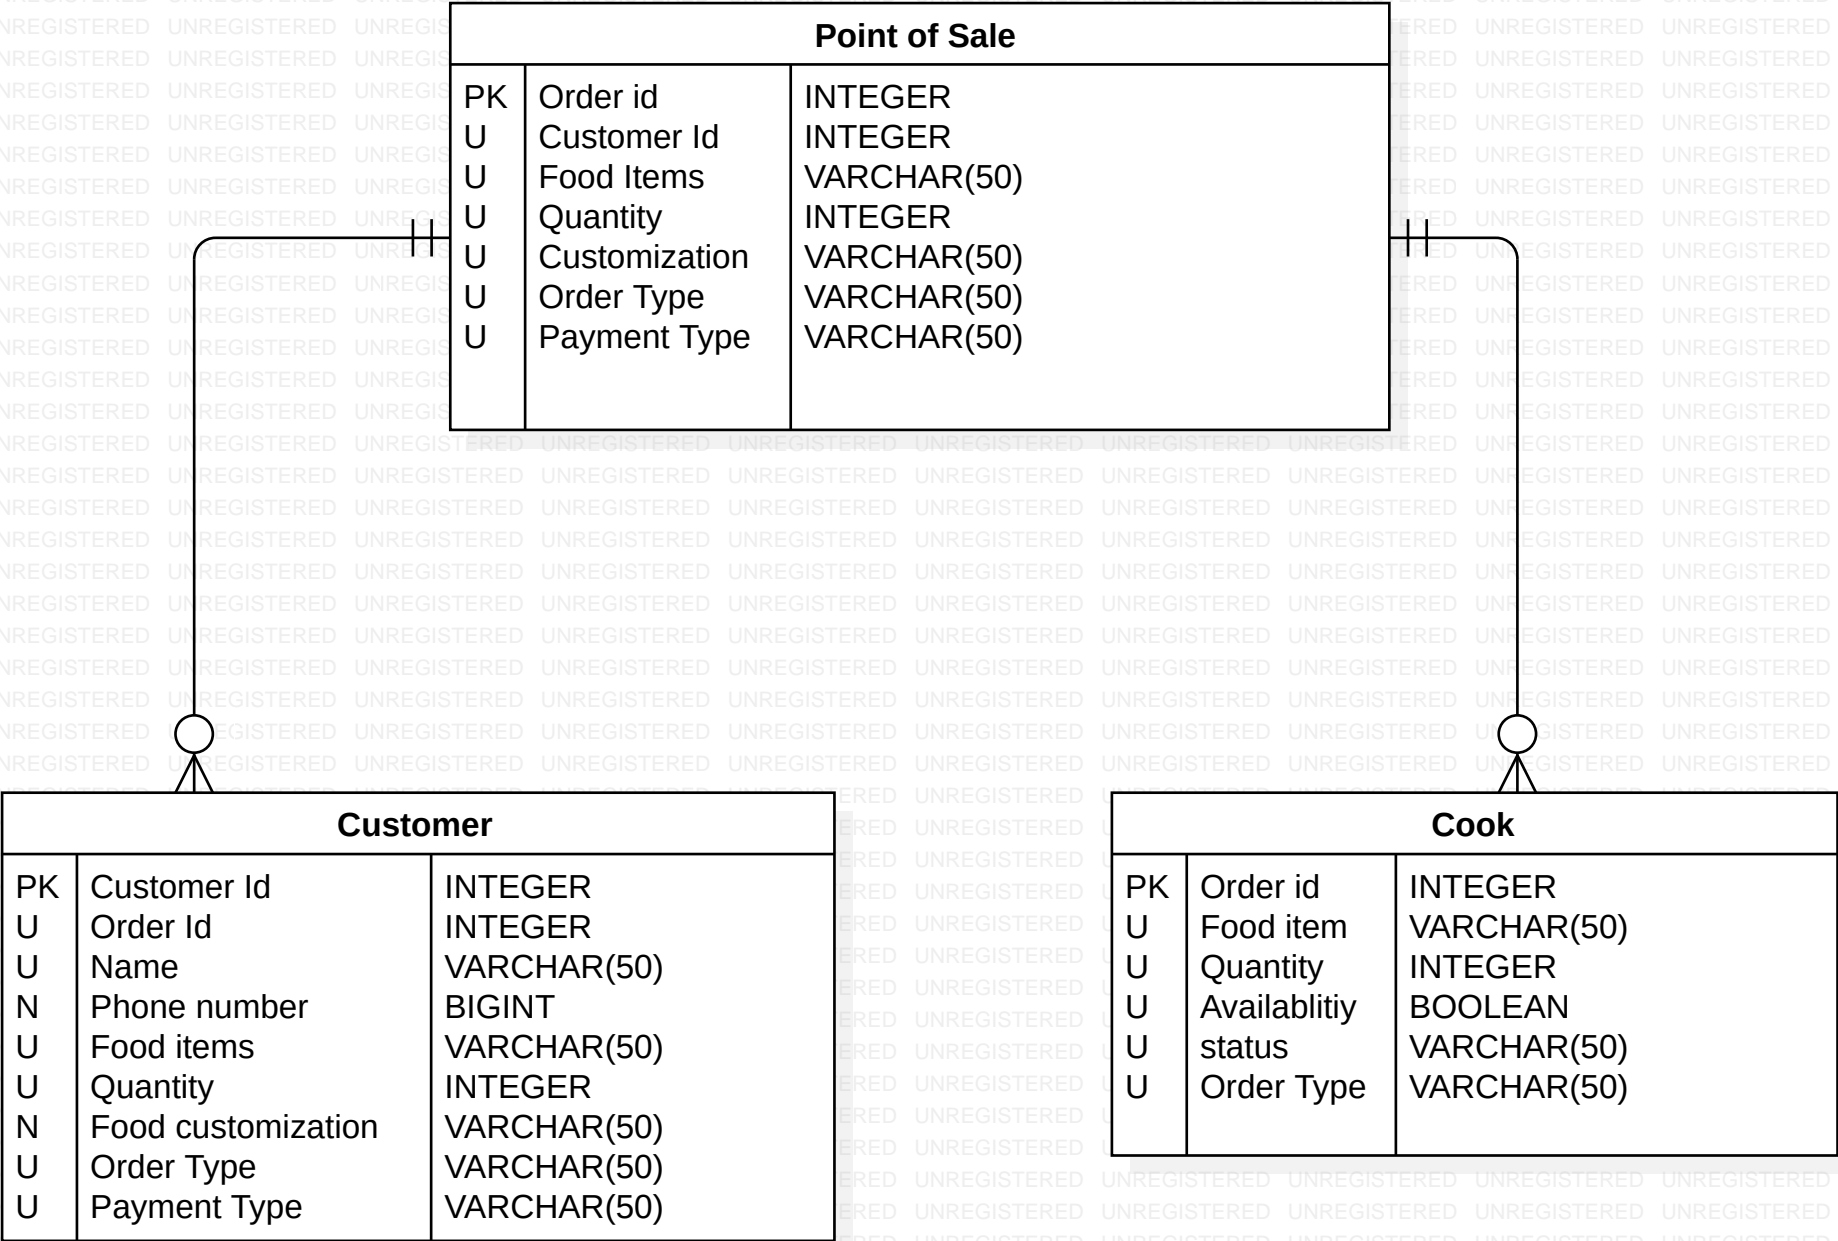 Point of Sale
PK Order id INTEGER
U Customer Id INTEGER
U Food Items VARCHAR(50)
U Quantity INTEGER
U Customization VARCHAR(50)
U Order Type VARCHAR(50)
U Payment Type VARCHAR(50)
Customer
PK Customer Id INTEGER
U Order Id INTEGER
U Name VARCHAR(50)
N Phone number BIGINT
U Food items VARCHAR(50)
U Quantity INTEGER
N Food customization VARCHAR(50)
U Order Type VARCHAR(50)
U Payment Type VARCHAR(50)
Cook
PK Order id INTEGER
U Food item VARCHAR(50)
U Quantity INTEGER
U Availablitiy BOOLEAN
U status VARCHAR(50)
U Order Type VARCHAR(50)
UNREGISTERED